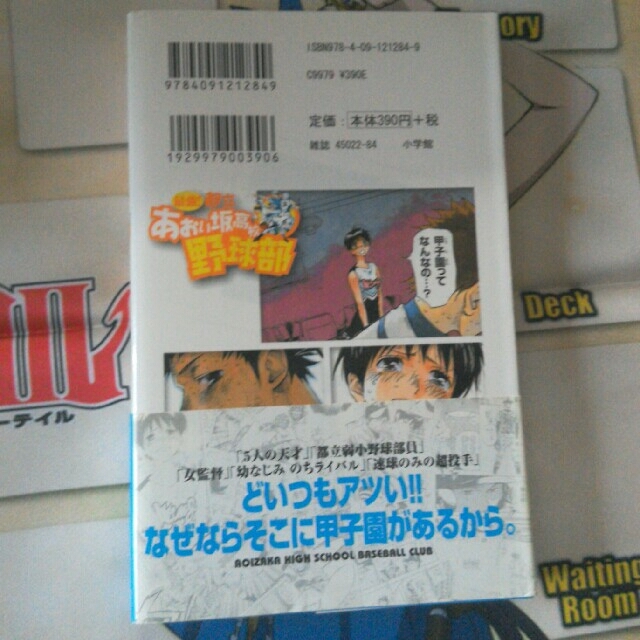 ory
ISBN978-4-09-121284-9
C9979 ¥390E
9784091212849
定価：本体390円＋税
雑誌 45022-84 小学館
1929979003906
あおい坂高校
野球部
甲子園って
なんなの…？
Deck
ーテイル
「5人の天才」「都立弱小野球部員」
「女監督」「幼なじみ のちライバル」「速球のみの超投手」
どいつもアツい!!
なぜならそこに甲子園があるから。
AOIZAKA HIGH SCHOOL BASEBALL CLUB
Waiting
Room